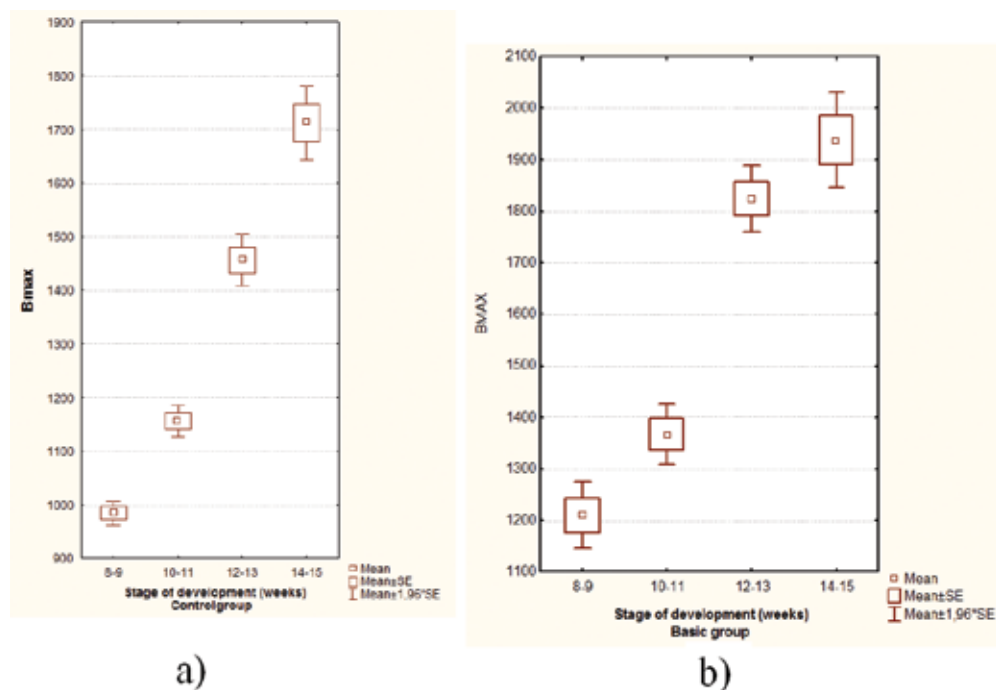 1900
1800
1700
1600
1500
1400
1300
1200
1100
1000
900
Bmax
8-9 10-11 12-13 14-15
Stage of development (weeks)
Controlgroup
Mean
Mean±SE
Mean±1,96*SE
a)
2100
2000
1900
1800
1700
1600
1500
1400
1300
1200
1100
BMAX
8-9 10-11 12-13 14-15
Stage of development (weeks)
Basic group
Mean
Mean±SE
Mean±1,96*SE
b)